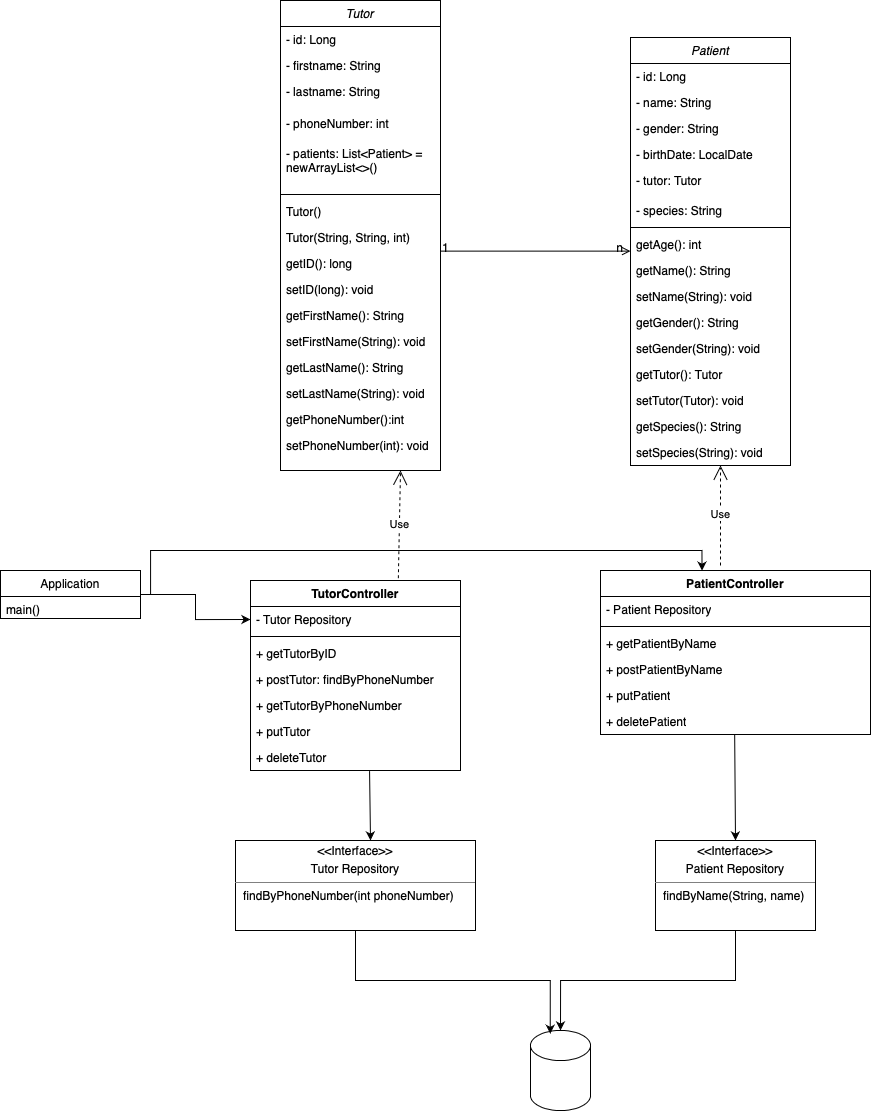 Tutor
- id: Long
- firstname: String
- lastname: String
- phoneNumber: int
- patients: List<Patient> =
newArrayList<>()
Tutor()
Tutor(String, String, int)
getID(): long
setID(long): void
getFirstName(): String
setFirstName(String): void
getLastName(): String
setLastName(String): void
getPhoneNumber():int
setPhoneNumber(int): void
1
n
Patient
- id: Long
- name: String
- gender: String
- birthDate: LocalDate
- tutor: Tutor
- species: String
getAge(): int
getName(): String
setName(String): void
getGender(): String
setGender(String): void
getTutor(): Tutor
setTutor(Tutor): void
getSpecies(): String
setSpecies(String): void
Use
Use
Application
main()
TutorController
- Tutor Repository
+ getTutorByID
+ postTutor: findByPhoneNumber
+ getTutorByPhoneNumber
+ putTutor
+ deleteTutor
PatientController
- Patient Repository
+ getPatientByName
+ postPatientByName
+ putPatient
+ deletePatient
<<Interface>>
Tutor Repository
findByPhoneNumber(int phoneNumber)
<<Interface>>
Patient Repository
findByName(String, name)